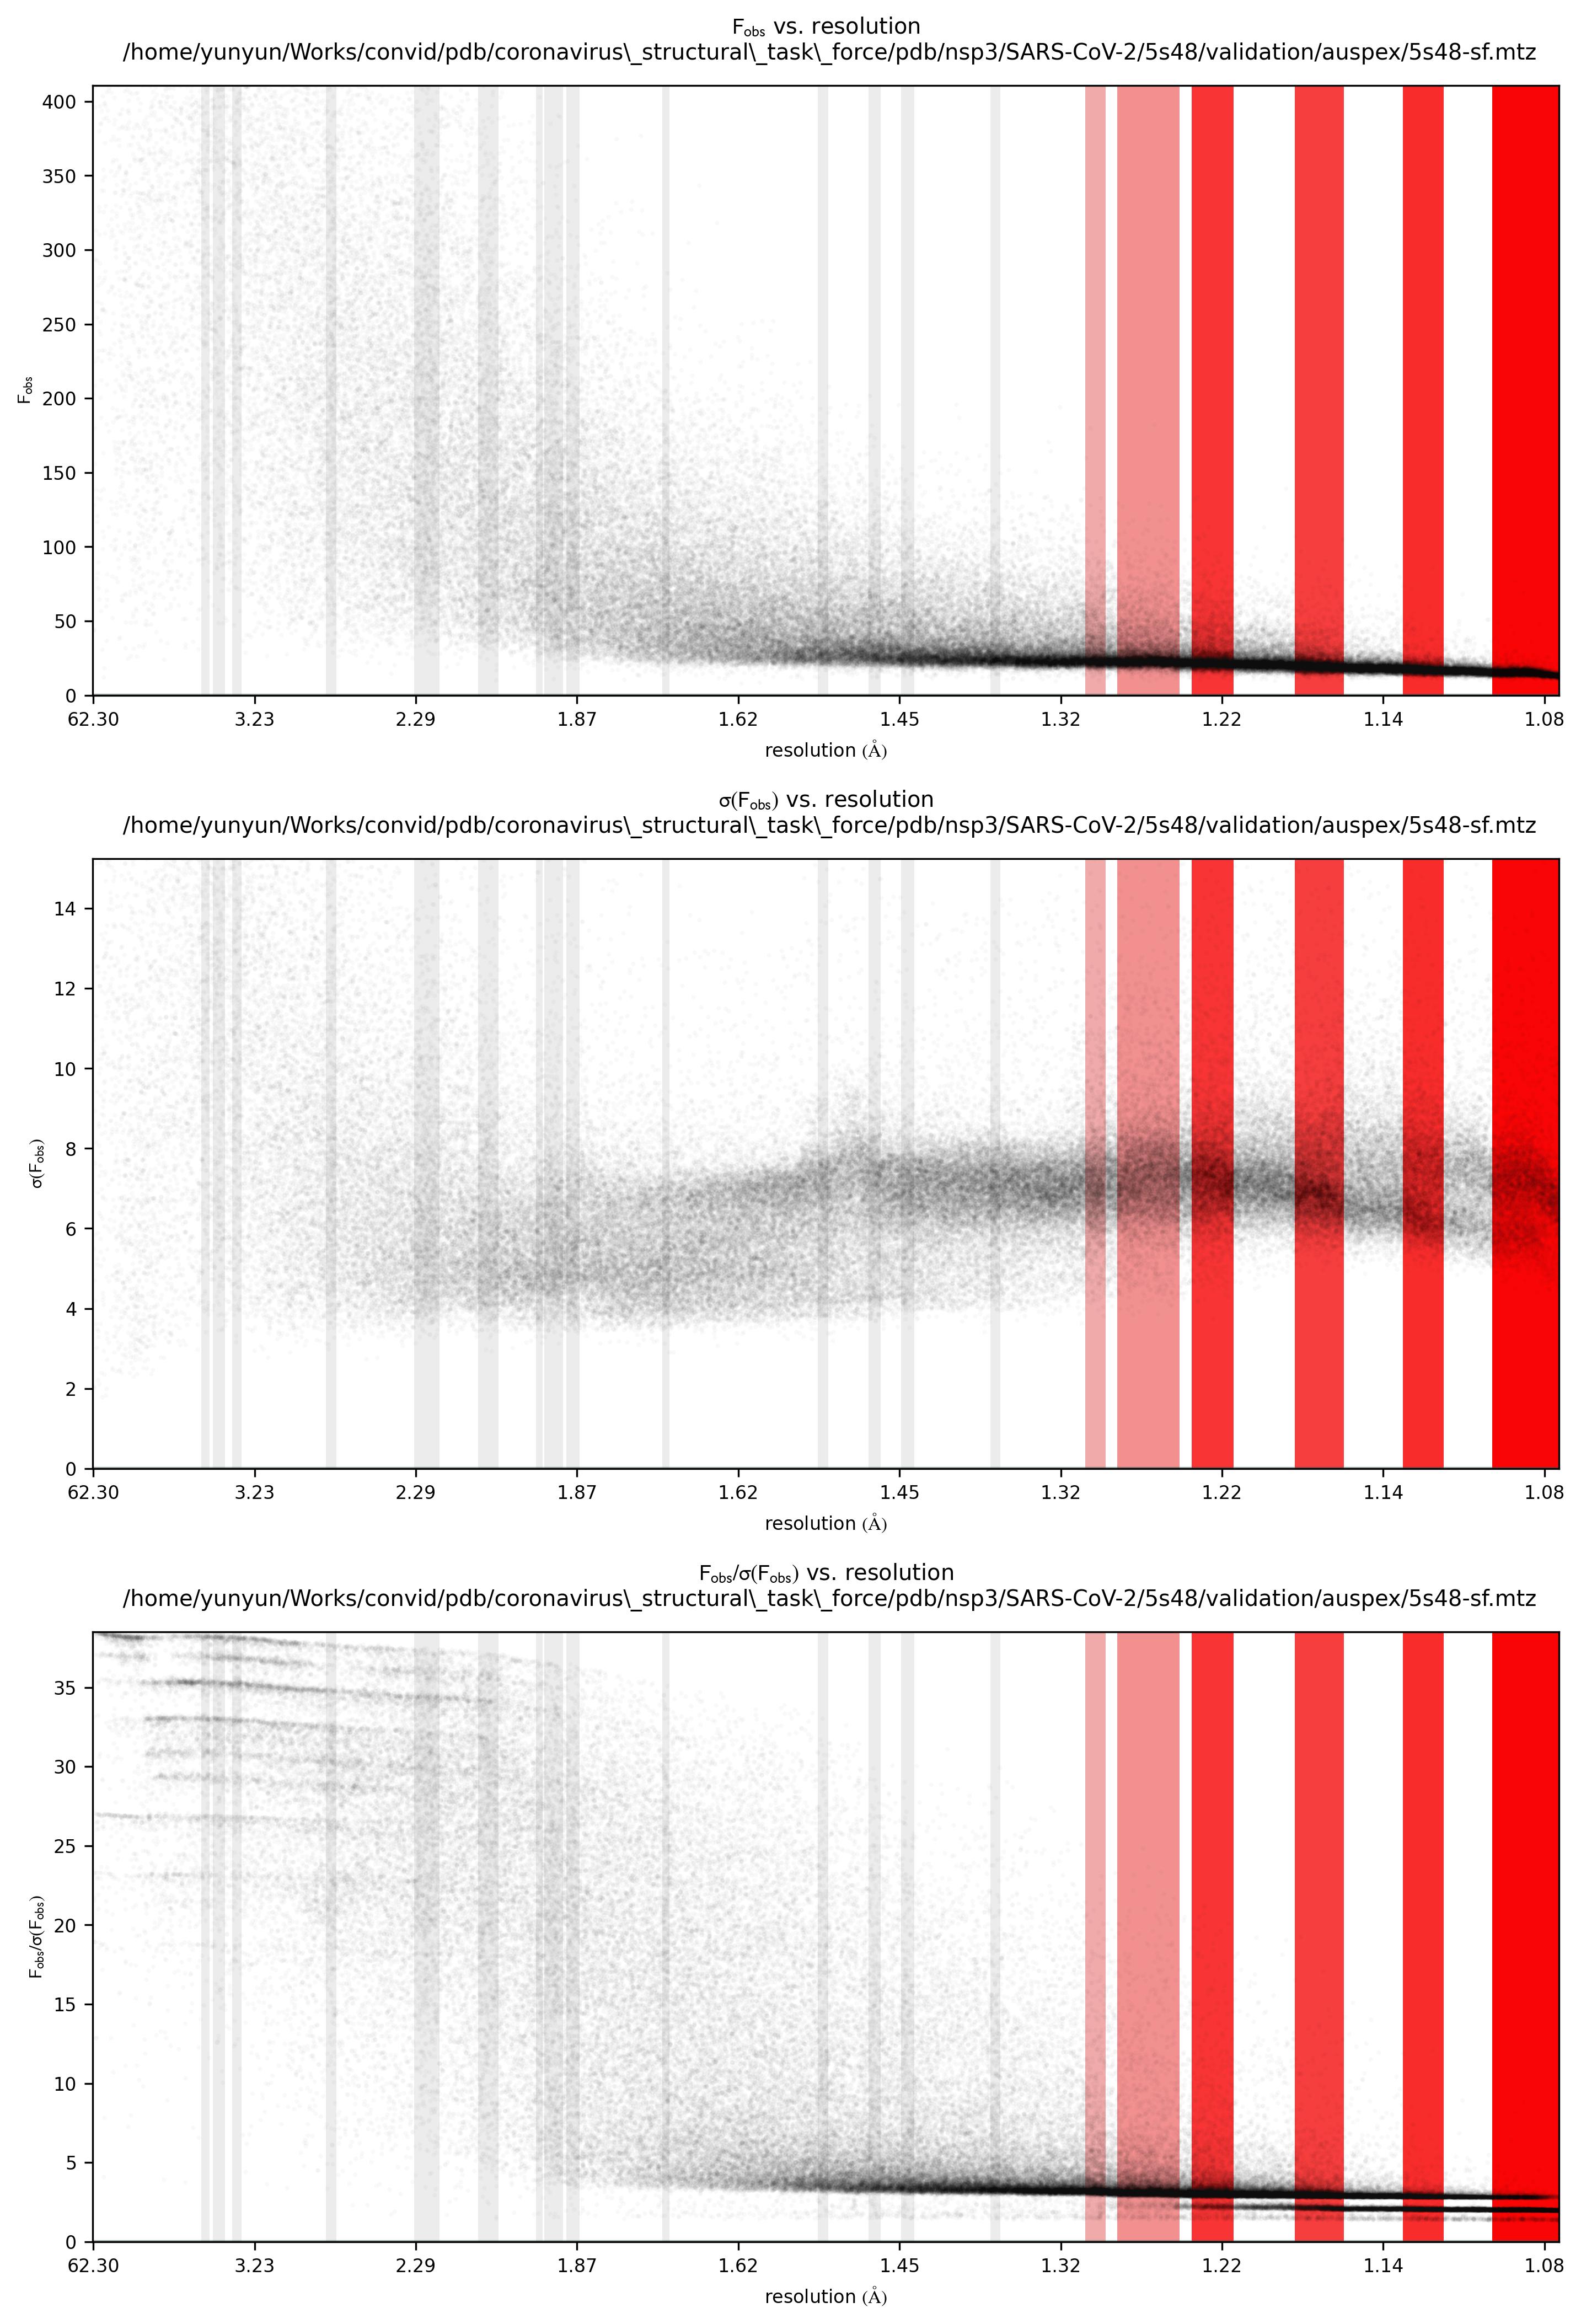 Fobs vs. resolution
/home/yunyun/Works/convid/pdb/coronavirus\_structural\_task\_force/pdb/nsp3/SARS-CoV-2/5s48/validation/auspex/5s48-sf.mtz
400
350
300
250
200
150
100
50
0
Fobs
62.30 3.23 2.29 1.87 1.62 1.45 1.32 1.22 1.14 1.08
resolution (Å)
σ(Fobs) vs. resolution
/home/yunyun/Works/convid/pdb/coronavirus\_structural\_task\_force/pdb/nsp3/SARS-CoV-2/5s48/validation/auspex/5s48-sf.mtz
14
12
10
8
6
4
2
0
σ(Fobs)
62.30 3.23 2.29 1.87 1.62 1.45 1.32 1.22 1.14 1.08
resolution (Å)
Fobs/σ(Fobs) vs. resolution
/home/yunyun/Works/convid/pdb/coronavirus\_structural\_task\_force/pdb/nsp3/SARS-CoV-2/5s48/validation/auspex/5s48-sf.mtz
35
30
25
20
15
10
5
0
Fobs/σ(Fobs)
62.30 3.23 2.29 1.87 1.62 1.45 1.32 1.22 1.14 1.08
resolution (Å)